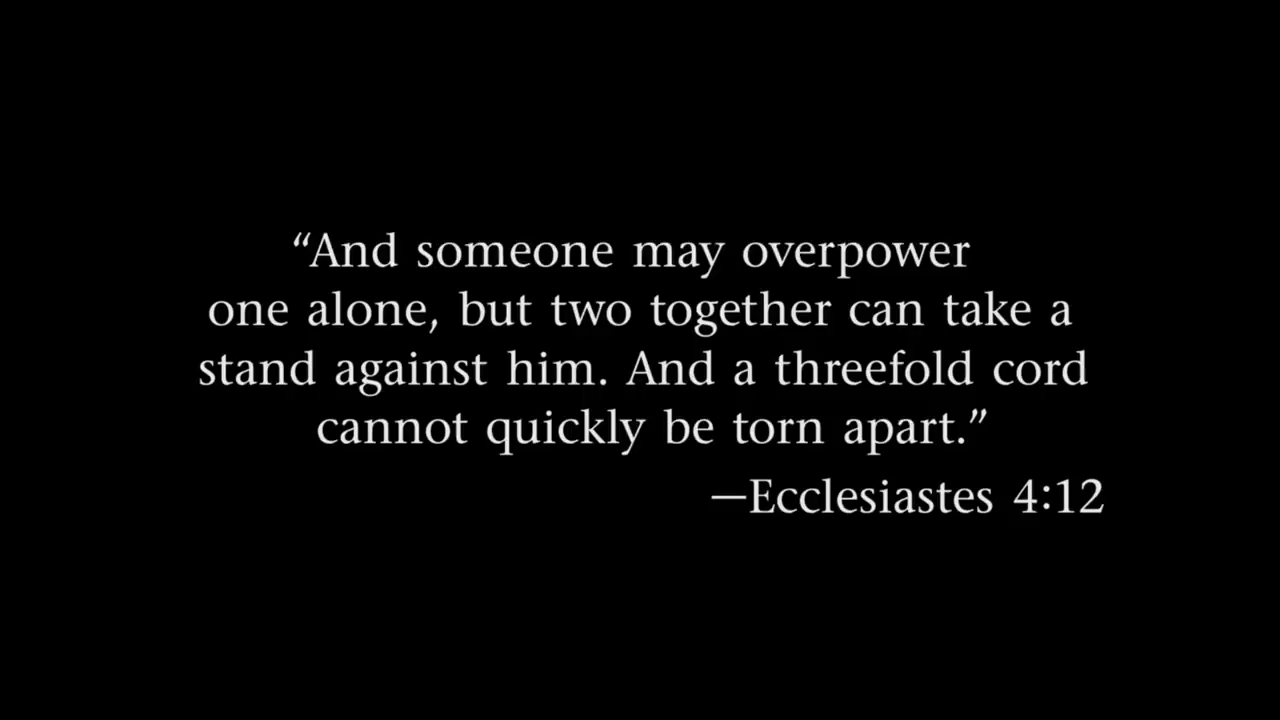 “And someone may overpower
one alone, but two together can take a
stand against him. And a threefold cord
cannot quickly be torn apart.”
—Ecclesiastes 4:12